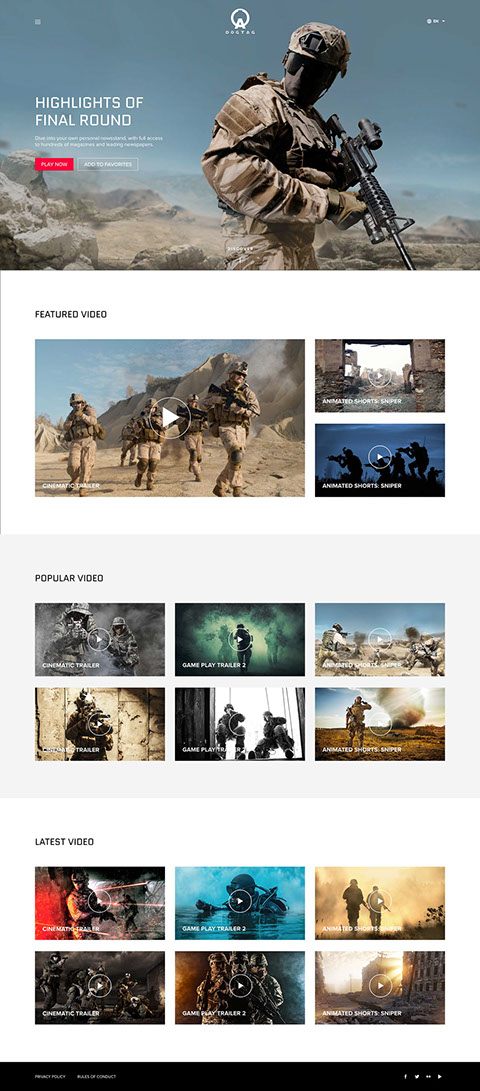 DOGTAG
EN
HIGHLIGHTS OF
FINAL ROUND
Dive into your own personal newsstand, with full access
to hundreds of magazines and leading newspapers.
PLAY NOW
ADD TO FAVORITES
DISCOVER
FEATURED VIDEO
CINEMATIC TRAILER
ANIMATED SHORTS: SNIPER
ANIMATED SHORTS: SNIPER
POPULAR VIDEO
CINEMATIC TRAILER
GAME PLAY TRAILER 2
ANIMATED SHORTS: SNIPER
CINEMATIC TRAILER
GAME PLAY TRAILER 2
ANIMATED SHORTS: SNIPER
LATEST VIDEO
CINEMATIC TRAILER
GAME PLAY TRAILER 2
ANIMATED SHORTS: SNIPER
CINEMATIC TRAILER
GAME PLAY TRAILER 2
ANIMATED SHORTS: SNIPER
PRIVACY POLICY
RULES OF CONDUCT